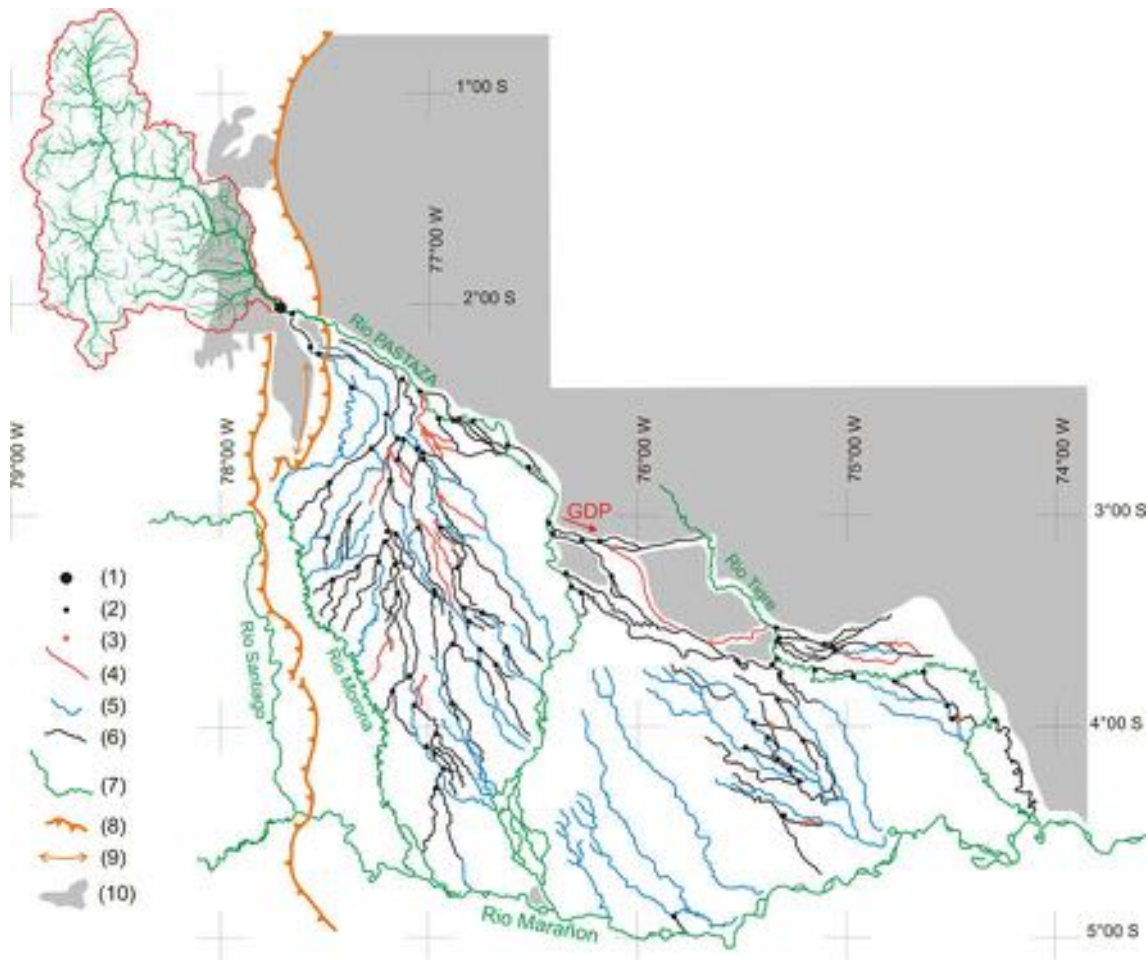 1°00 S
77°00 W
2°00 S
Rio PASTAZA
79°00 W
78°00 W
76°00 W
75°00 W
74°00 W
GDP
3°00 S
Rio Tigre
(1)
(2)
(3)
(4)
(5)
(6)
(7)
(8)
(9)
(10)
Rio Santiago
Rio Morona
4°00 S
Rio Marañon
5°00 S